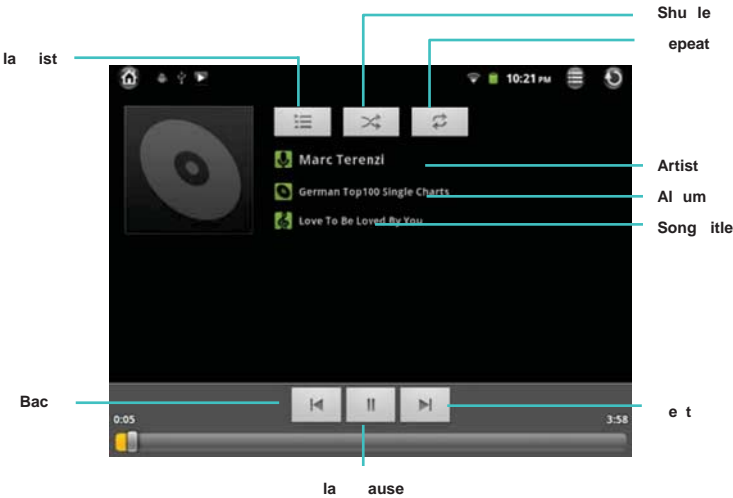 Shu le
epeat
la ist
10:21 PM
Marc Terenzi
Artist
German Top100 Single Charts
Al um
Love To Be Loved By You
Song itle
Bac
e t
0:05
3:58
la ause